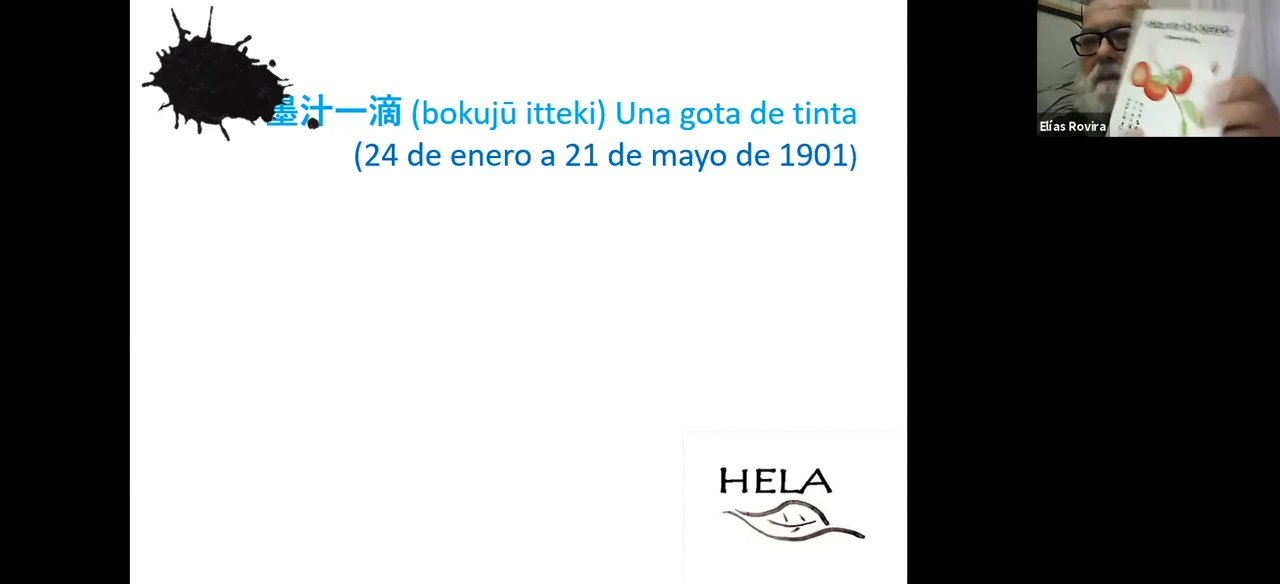 墨汁一滴 (bokujū itteki) Una gota de tinta
(24 de enero a 21 de mayo de 1901)
Elías Rovira
HELA